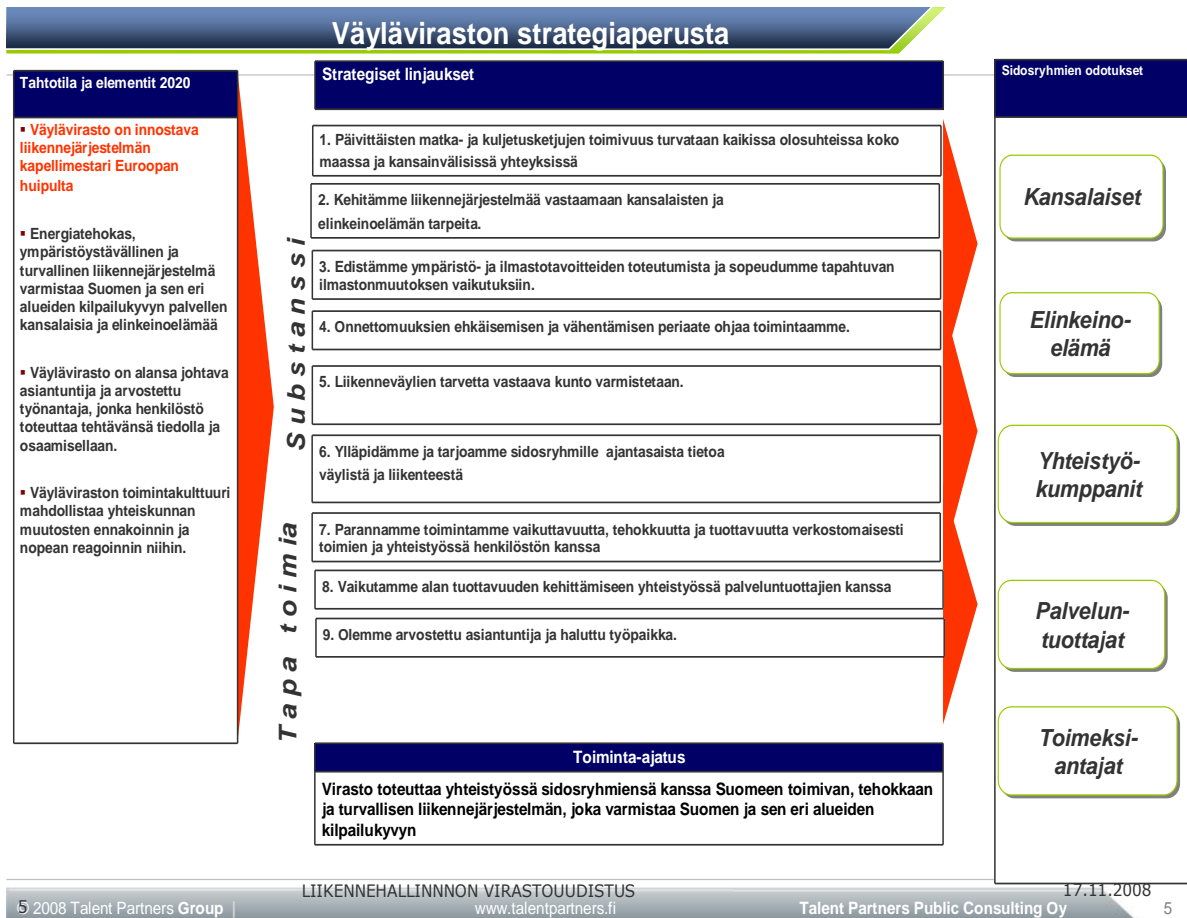 Väyläviraston strategiaperusta
Tahtotila ja elementit 2020
▪ Väylävirasto on innostava
liikennejärjestelmän
kapellimestari Euroopan
huipulta
▪ Energiatehokas,
ympäristöystävällinen ja
turvallinen liikennejärjestelmä
varmistaa Suomen ja sen eri
alueiden kilpailukyvyn palvellen
kansalaisia ja elinkeinoelämää
▪ Väylävirasto on alansa johtava
asiantuntija ja arvostettu
työnantaja, jonka henkilöstö
toteuttaa tehtävänsä tiedolla ja
osaamisellaan.
▪ Väyläviraston toimintakulttuuri
mahdollistaa yhteiskunnan
muutosten ennakoinnin ja
nopean reagoinnin niihin.
Substanssi
Tapa toimia
Strategiset linjaukset
1. Päivittäisten matka- ja kuljetusketjujen toimivuus turvataan kaikissa olosuhteissa koko
maassa ja kansainvälisissä yhteyksissä
2. Kehitämme liikennejärjestelmää vastaamaan kansalaisten ja
elinkeinoelämän tarpeita.
3. Edistämme ympäristö- ja ilmastotavoitteiden toteutumista ja sopeudumme tapahtuvan
ilmastonmuutoksen vaikutuksiin.
4. Onnettomuuksien ehkäisemisen ja vähentämisen periaate ohjaa toimintaamme.
5. Liikenneväylien tarvetta vastaava kunto varmistetaan.
6. Ylläpidämme ja tarjoamme sidosryhmille ajantasaista tietoa
väylistä ja liikenteestä
7. Parannamme toimintamme vaikuttavuutta, tehokkuutta ja tuottavuutta verkostomaisesti
toimien ja yhteistyössä henkilöstön kanssa
8. Vaikutamme alan tuottavuuden kehittämiseen yhteistyössä palveluntuottajien kanssa
9. Olemme arvostettu asiantuntija ja haluttu työpaikka.
Toiminta-ajatus
Virasto toteuttaa yhteistyössä sidosryhmiensä kanssa Suomeen toimivan, tehokkaan
ja turvallisen liikennejärjestelmän, joka varmistaa Suomen ja sen eri alueiden
kilpailukyvyn
Sidosryhmien odotukset
Kansalaiset
Elinkeino-
elämä
Yhteistyö-
kumppanit
Palvelun-
tuottajat
Toimeksi-
antajat
LIIKENNEHALLINNNON VIRASTOUUDISTUS
17.11.2008
5
© 2008 Talent Partners Group |
www.talentpartners.fi
Talent Partners Public Consulting Oy
5